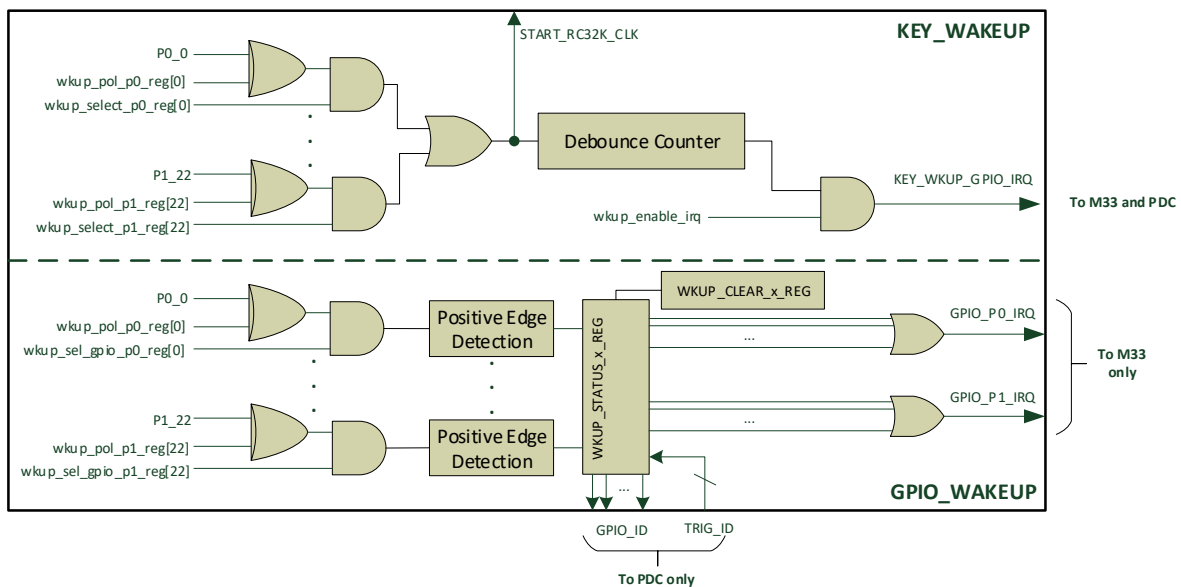 START_RC32K_CLK
KEY_WAKEUP
P0_0
wkup_pol_p0_reg[0]
wkup_select_p0_reg[0]
Debounce Counter
P1_22
wkup_pol_p1_reg[22]
wkup_select_p1_reg[22]
wkup_enable_irq
KEY_WKUP_GPIO_IRQ
To M33 and PDC
P0_0
wkup_pol_p0_reg[0]
wkup_sel_gpio_p0_reg[0]
Positive Edge
Detection
WKUP_STATUS_x_REG
WKUP_CLEAR_x_REG
...
GPIO_P0_IRQ
To M33
only
P1_22
wkup_pol_p1_reg[22]
wkup_sel_gpio_p1_reg[22]
Positive Edge
Detection
...
GPIO_P1_IRQ
...
GPIO_WAKEUP
GPIO_ID
TRIG_ID
To PDC only